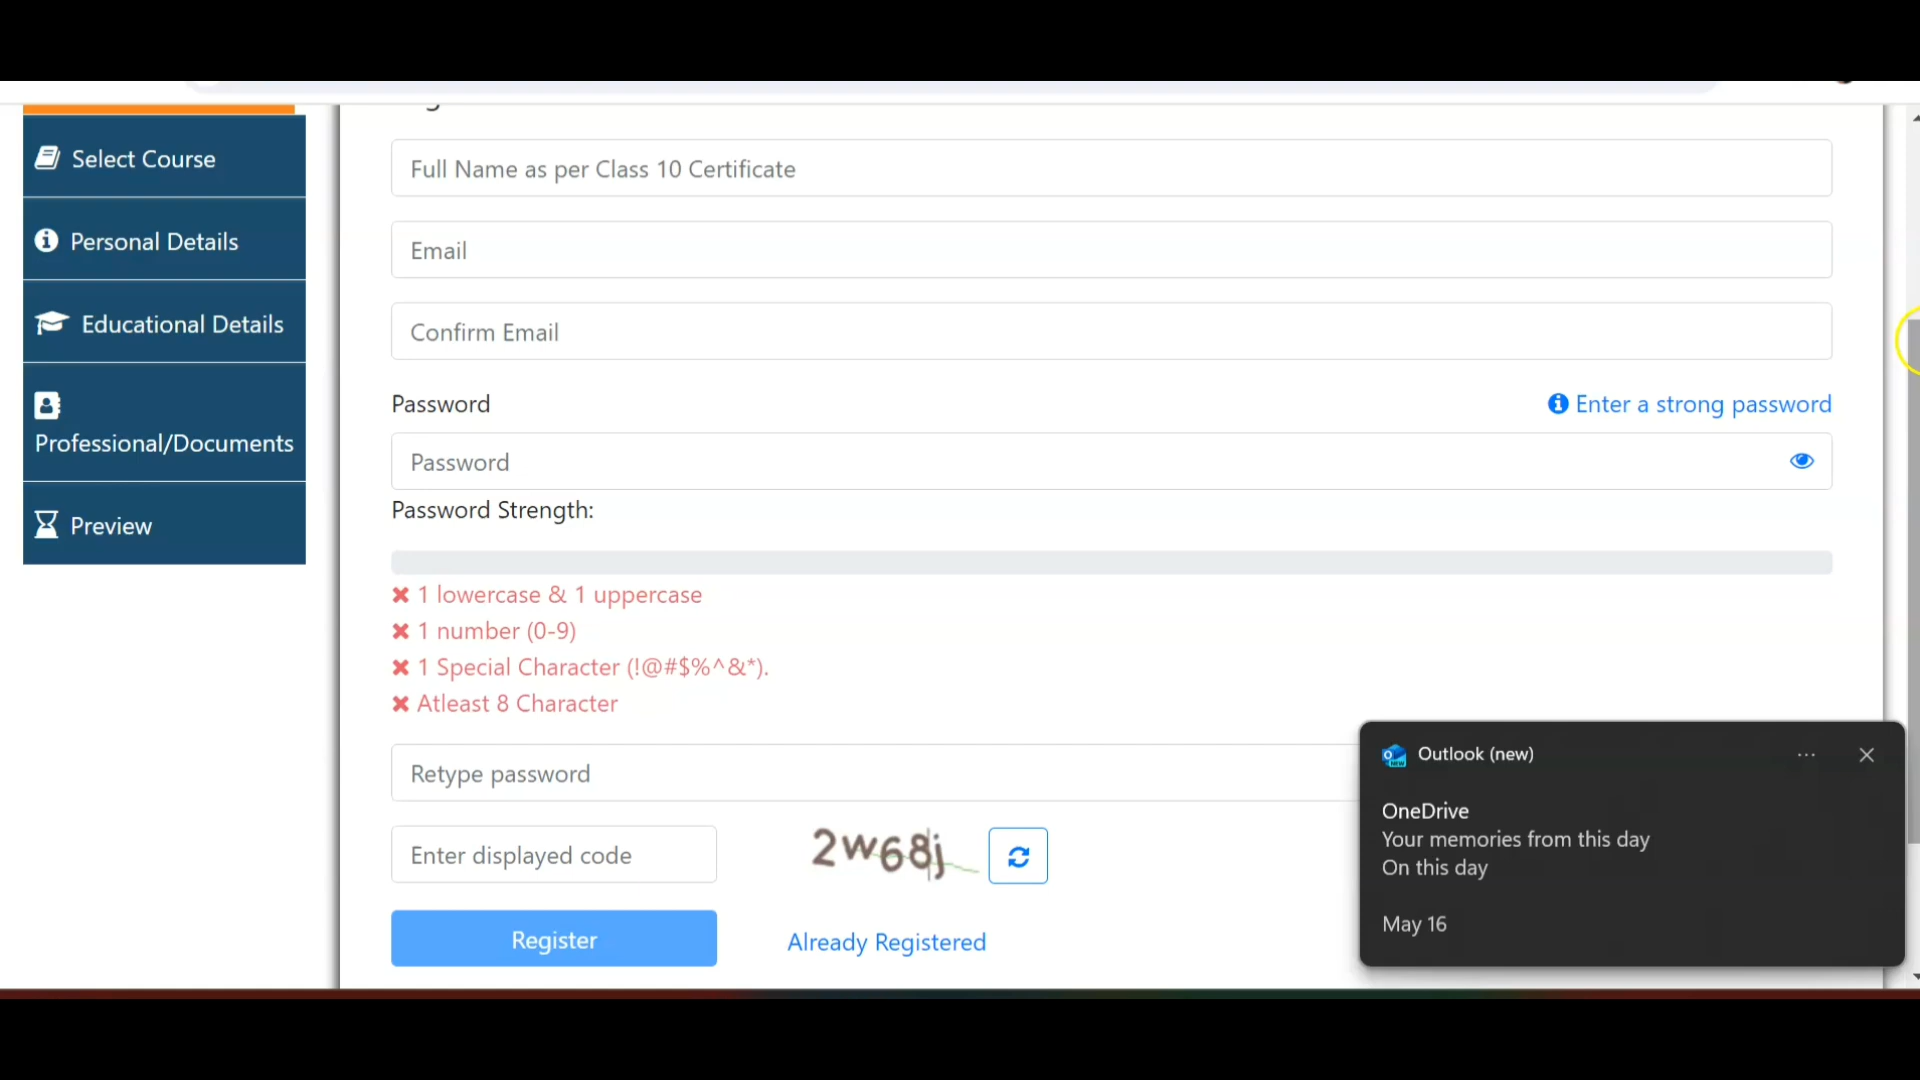 Select Course
Personal Details
Educational Details
Professional/Documents
Preview
Full Name as per Class 10 Certificate
Email
Confirm Email
Password
Enter a strong password
Password
Password Strength:
1 lowercase & 1 uppercase
1 number (0-9)
1 Special Character (!@#$%^&*).
Atleast 8 Character
Retype password
Enter displayed code
2w68j
Register
Already Registered
Outlook (new)
OneDrive
Your memories from this day
On this day
May 16